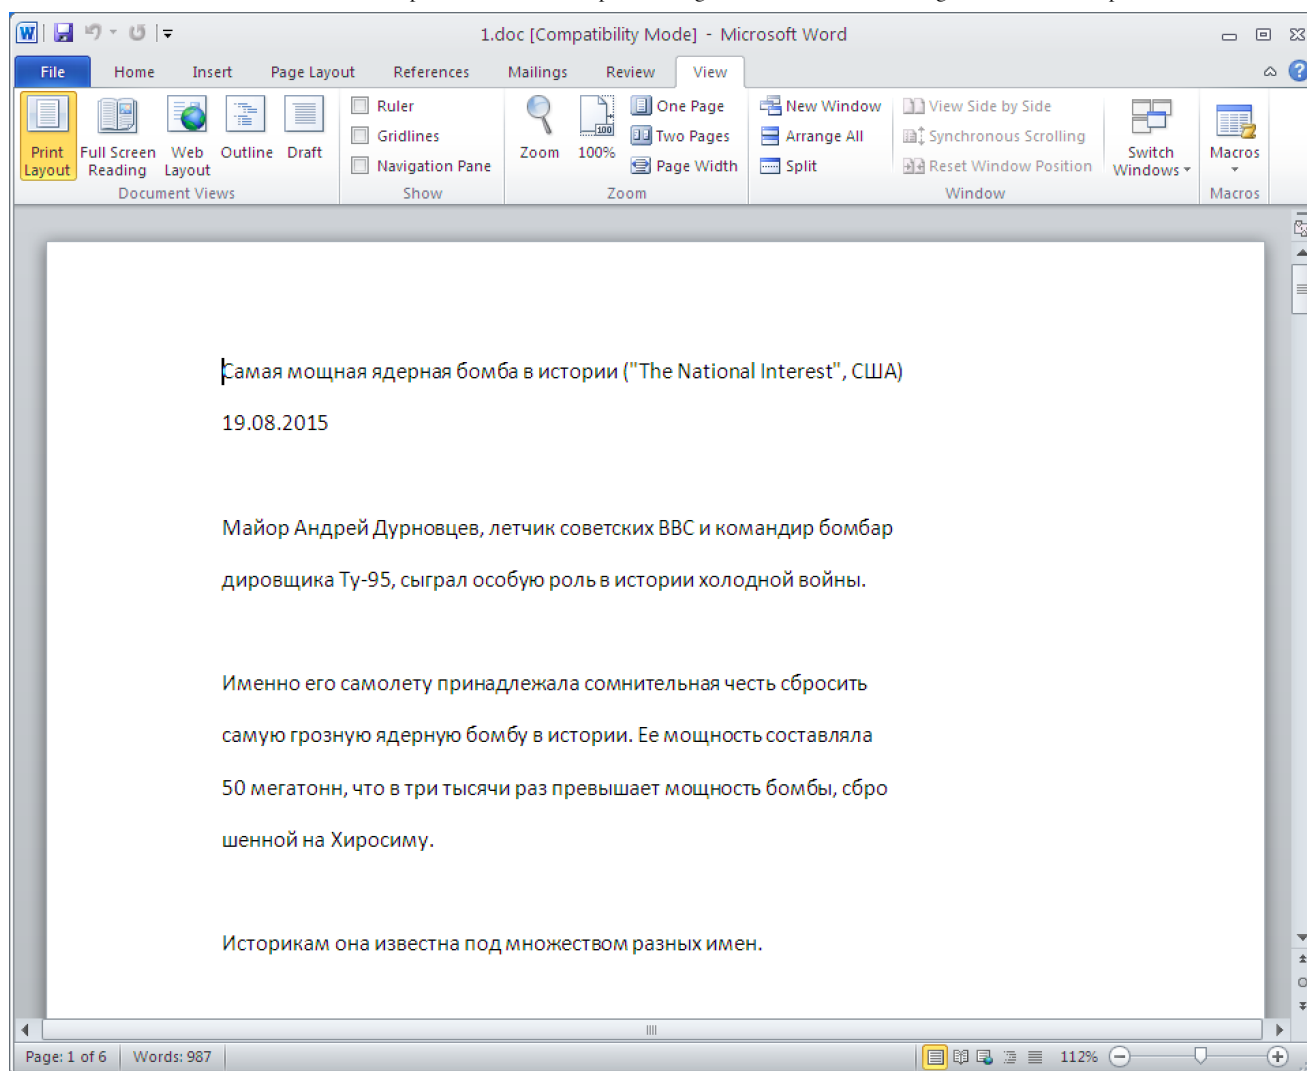 1.doc [Compatibility Mode] - Microsoft Word
File Home Insert Page Layout References Mailings Review View
Print Layout
Full Screen Reading
Web Layout
Outline
Draft
Document Views
Ruler
Gridlines
Navigation Pane
Show
Zoom
100
100%
One Page
Two Pages
Page Width
Zoom
New Window
Arrange All
Split
View Side by Side
Synchronous Scrolling
Reset Window Position
Switch Windows
Window
Macros
Macros
Самая мощная ядерная бомба в истории ("The National Interest", США)
19.08.2015
Майор Андрей Дурновцев, летчик советских ВВС и командир бомбар
дировщика Ту-95, сыграл особую роль в истории холодной войны.
Именно его самолету принадлежала сомнительная честь сбросить
самую грозную ядерную бомбу в истории. Ее мощность составляла
50 мегатонн, что в три тысячи раз превышает мощность бомбы, сбро
шенной на Хиросиму.
Историкам она известна под множеством разных имен.
Page: 1 of 6 Words: 987 112%